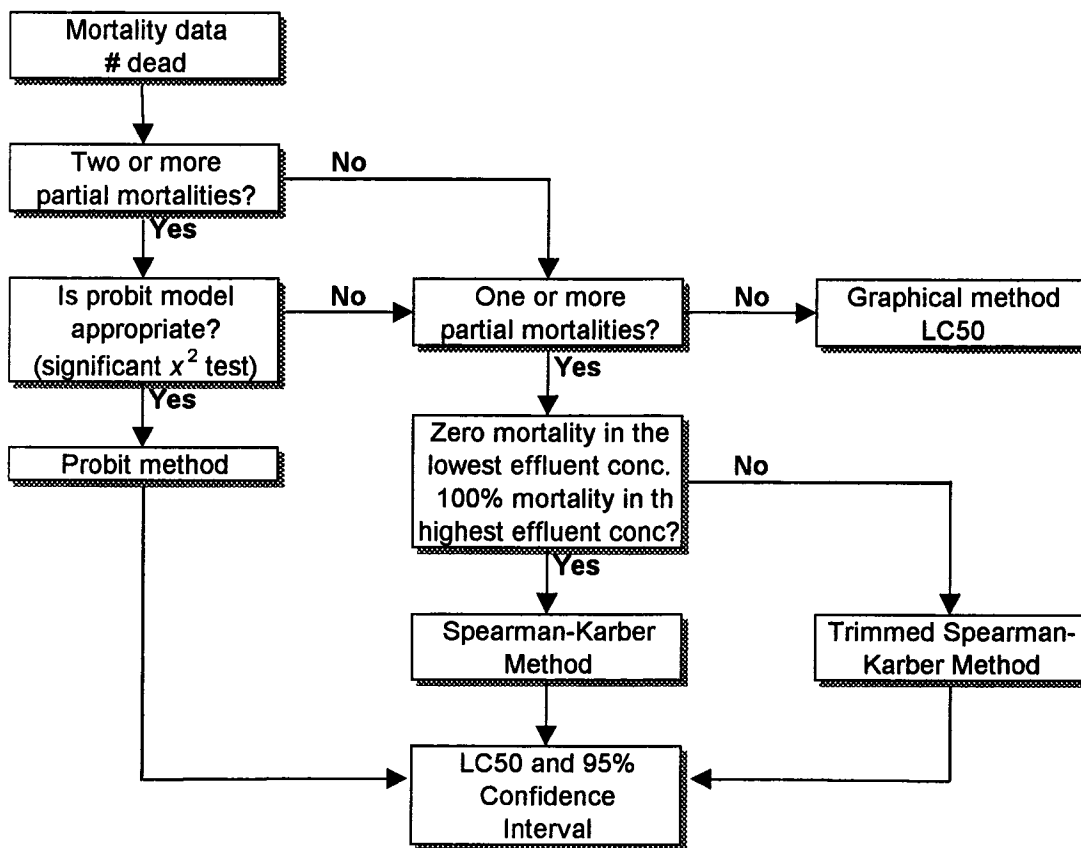 Mortality data
# dead
Two or more
partial mortalities?
No
Yes
Is probit model
appropriate?
(significant x² test)
No
One or more
partial mortalities?
No
Graphical method
LC50
Yes
Yes
Probit method
Zero mortality in the
lowest effluent conc.
100% mortality in th
highest effluent conc?
No
Yes
Spearman-Karber
Method
Trimmed Spearman-
Karber Method
LC50 and 95%
Confidence
Interval